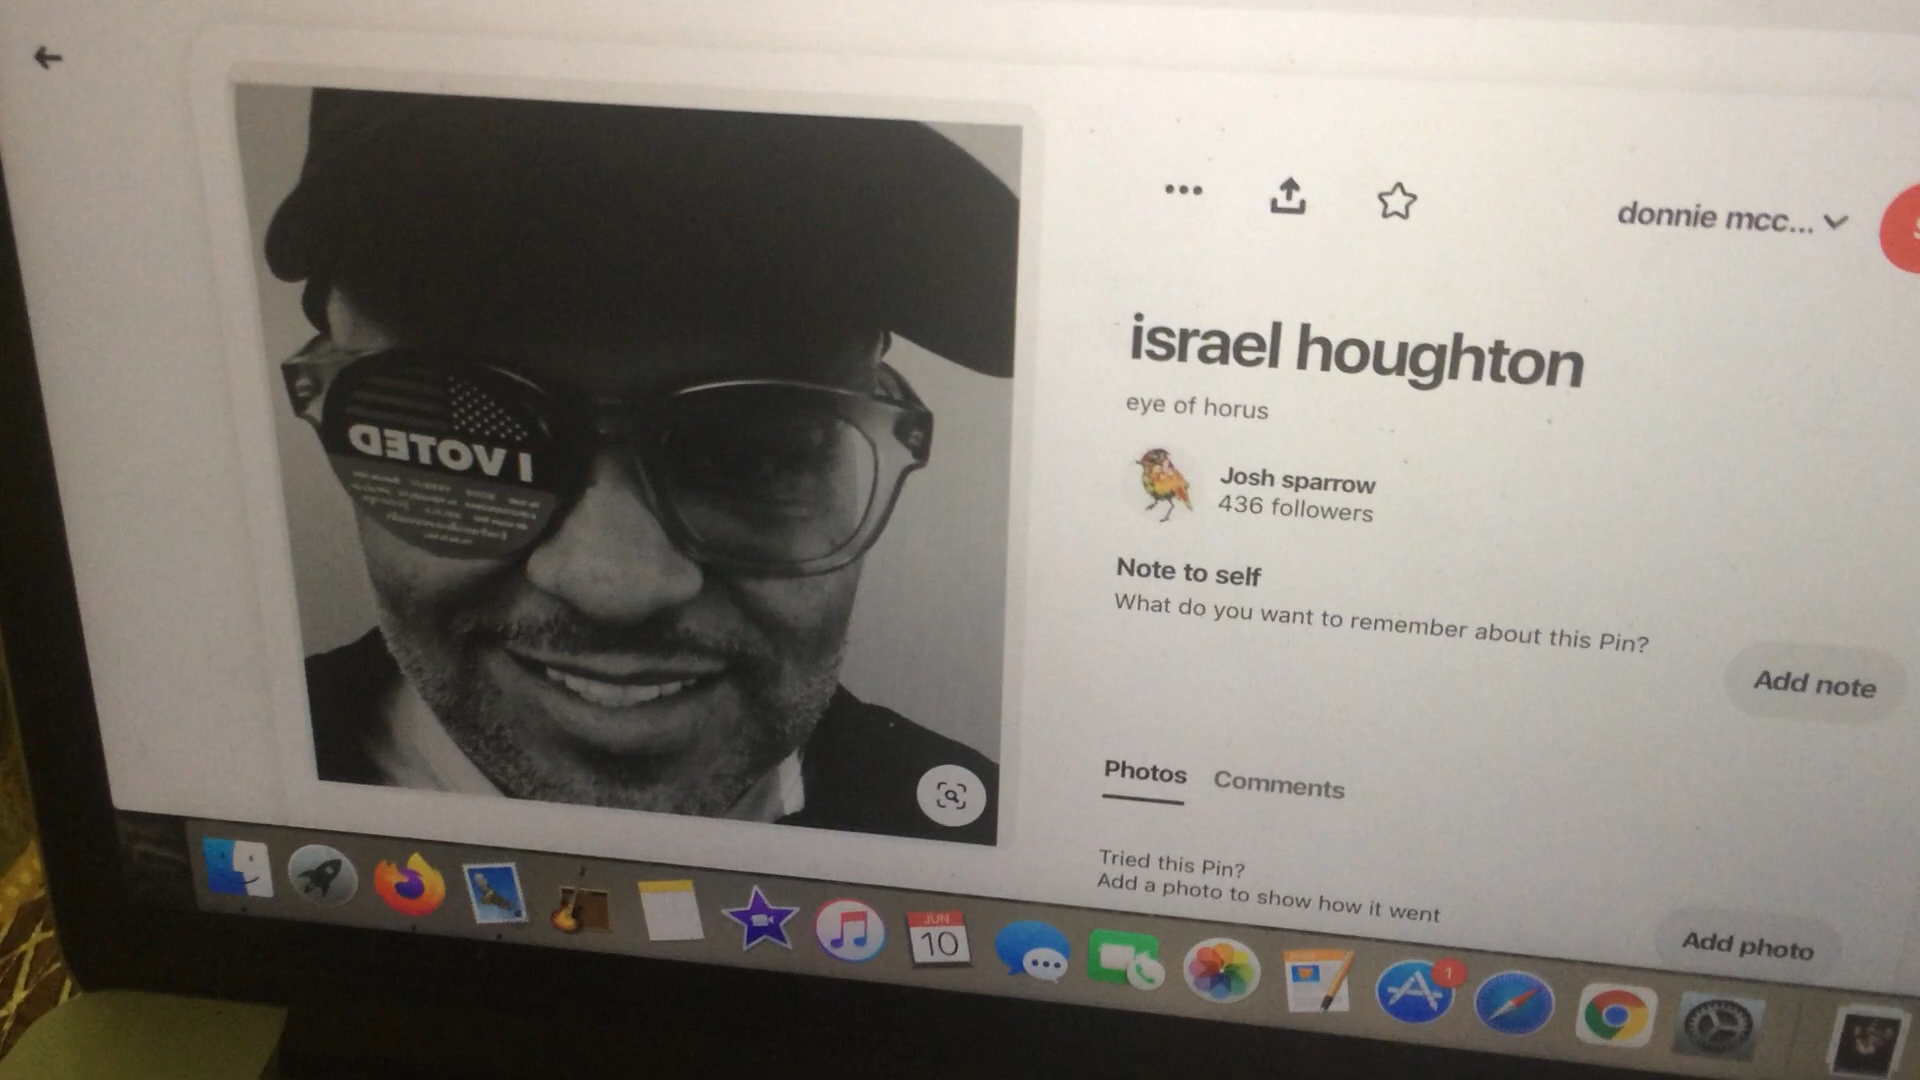 donnie mcc...
israel houghton
eye of horus
Josh sparrow
436 followers
Note to self
What do you want to remember about this Pin?
Add note
Photos Comments
Tried this Pin?
Add a photo to show how it went
Add photo
I VOTED
JUN
10
1